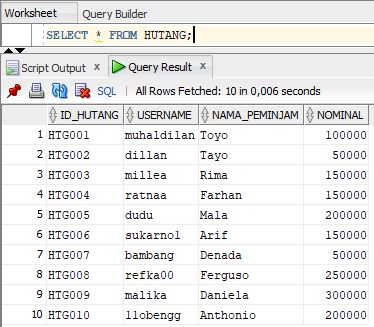 Worksheet Query Builder
SELECT * FROM HUTANG;
Script Output × Query Result ×
SQL | All Rows Fetched: 10 in 0,006 seconds
ID_HUTANG USERNAME NAMA_PEMINJAM NOMINAL
1 HTG001 muhaldilan Toyo 100000
2 HTG002 dillan Tayo 50000
3 HTG003 millea Rima 150000
4 HTG004 ratnaa Farhan 150000
5 HTG005 dudu Mala 200000
6 HTG006 sukarnol Arif 150000
7 HTG007 bambang Denada 50000
8 HTG008 refka00 Ferguso 250000
9 HTG009 malika Daniela 300000
10 HTG010 llobengg Anthonio 200000